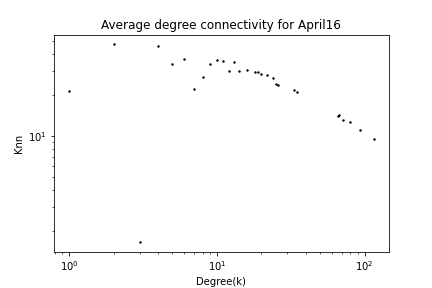 Average degree connectivity for April16
Knn
10¹
10⁰ 10¹ 10²
Degree(k)